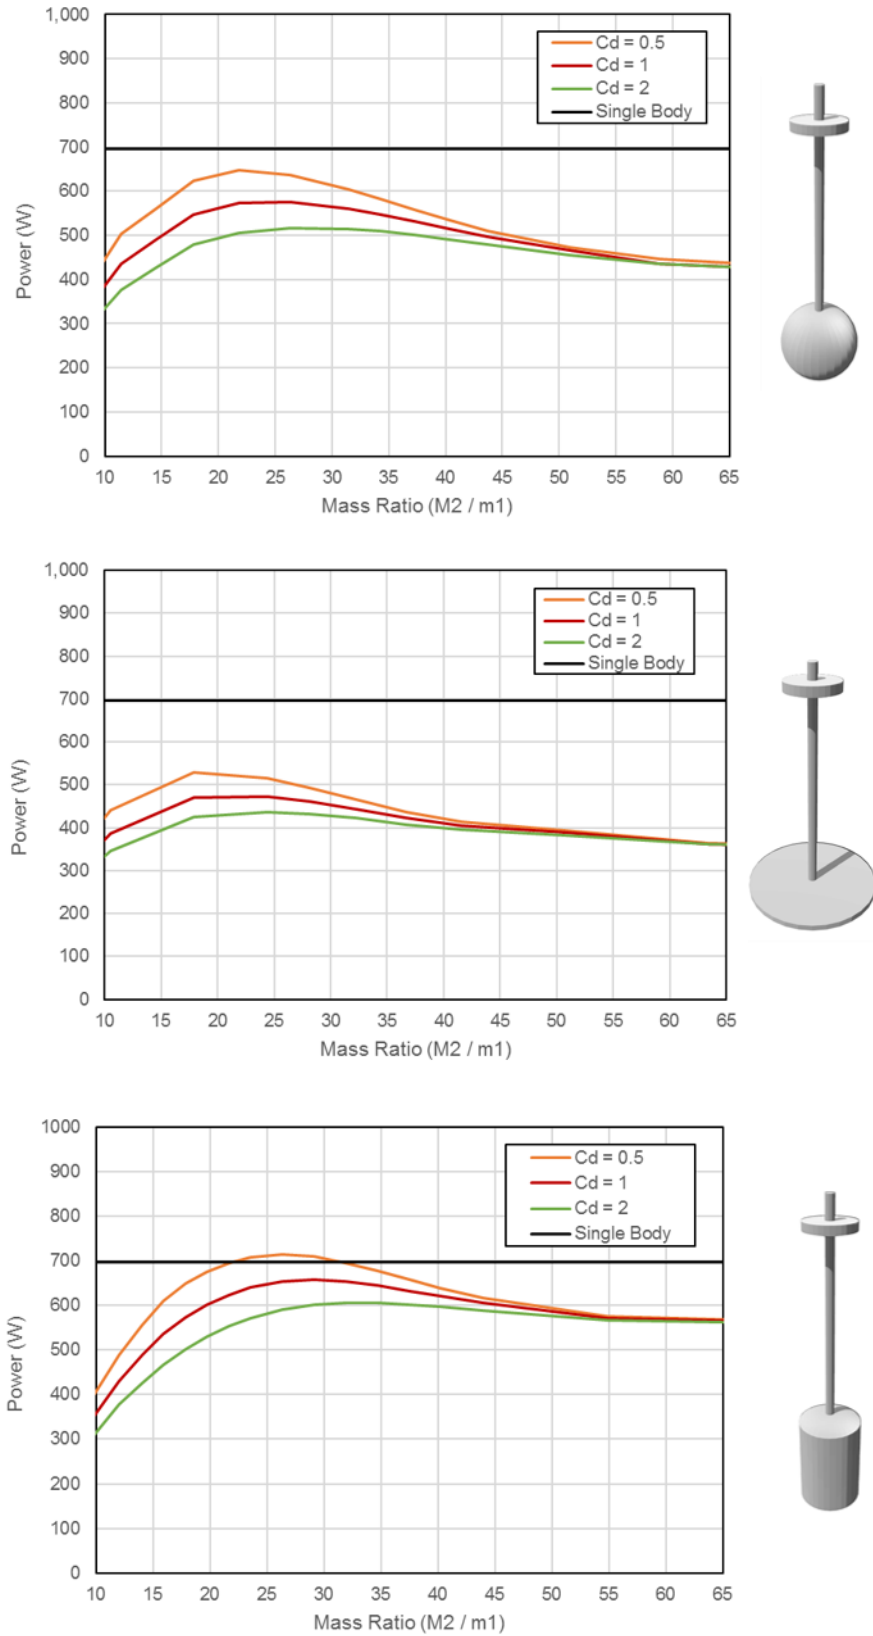 1,000
900
800
700
600
500
400
300
200
100
0
Power (W)
Cd = 0.5
Cd = 1
Cd = 2
Single Body
10 15 20 25 30 35 40 45 50 55 60 65
Mass Ratio (M2 / m1)
1,000
900
800
700
600
500
400
300
200
100
0
Power (W)
Cd = 0.5
Cd = 1
Cd = 2
Single Body
10 15 20 25 30 35 40 45 50 55 60 65
Mass Ratio (M2 / m1)
1000
900
800
700
600
500
400
300
200
100
0
Power (W)
Cd = 0.5
Cd = 1
Cd = 2
Single Body
10 15 20 25 30 35 40 45 50 55 60 65
Mass Ratio (M2 / m1)